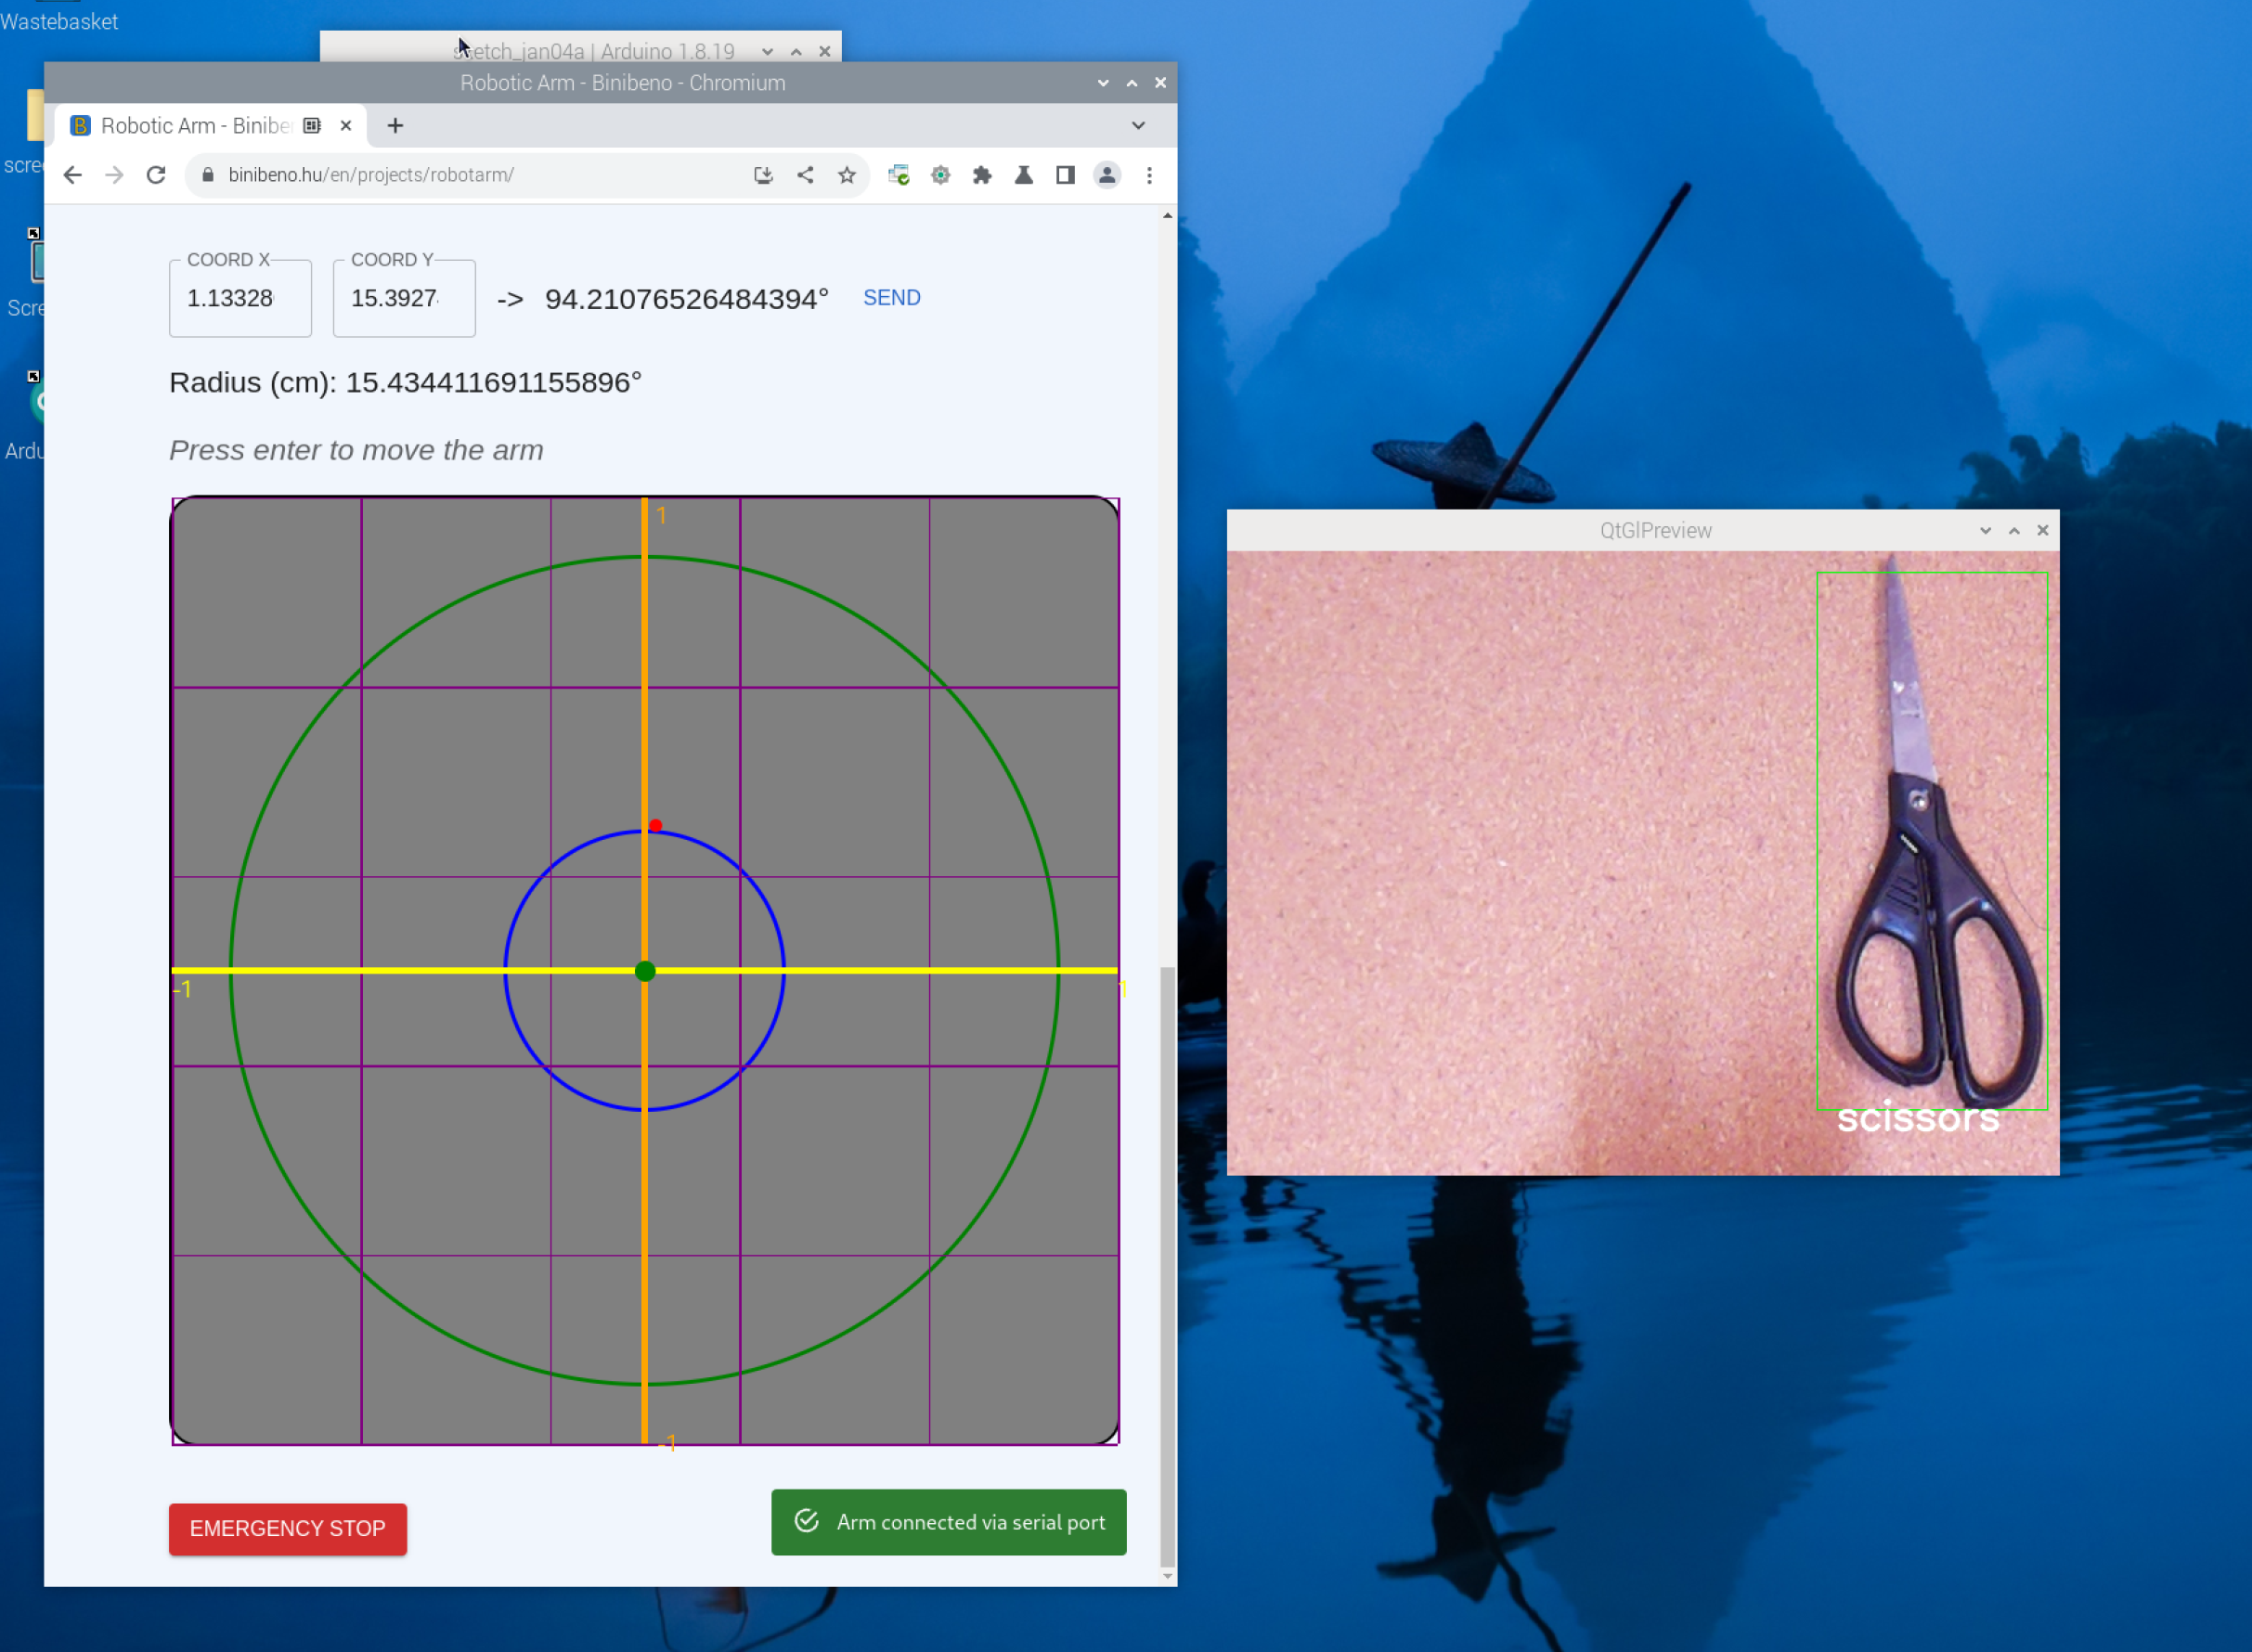 Wastebasket
sketch_jan04a | Arduino 1.8.19
Robotic Arm - Binibeno - Chromium
Robotic Arm - Binibe
binibeno.hu/en/projects/robotarm/
scre
Scre
Ardu
COORD X
COORD Y
1.13328
15.3927
-> 94.21076526484394°
SEND
Radius (cm): 15.434411691155896°
Press enter to move the arm
1
-1
1
-1
EMERGENCY STOP
Arm connected via serial port
QtGlPreview
scissors